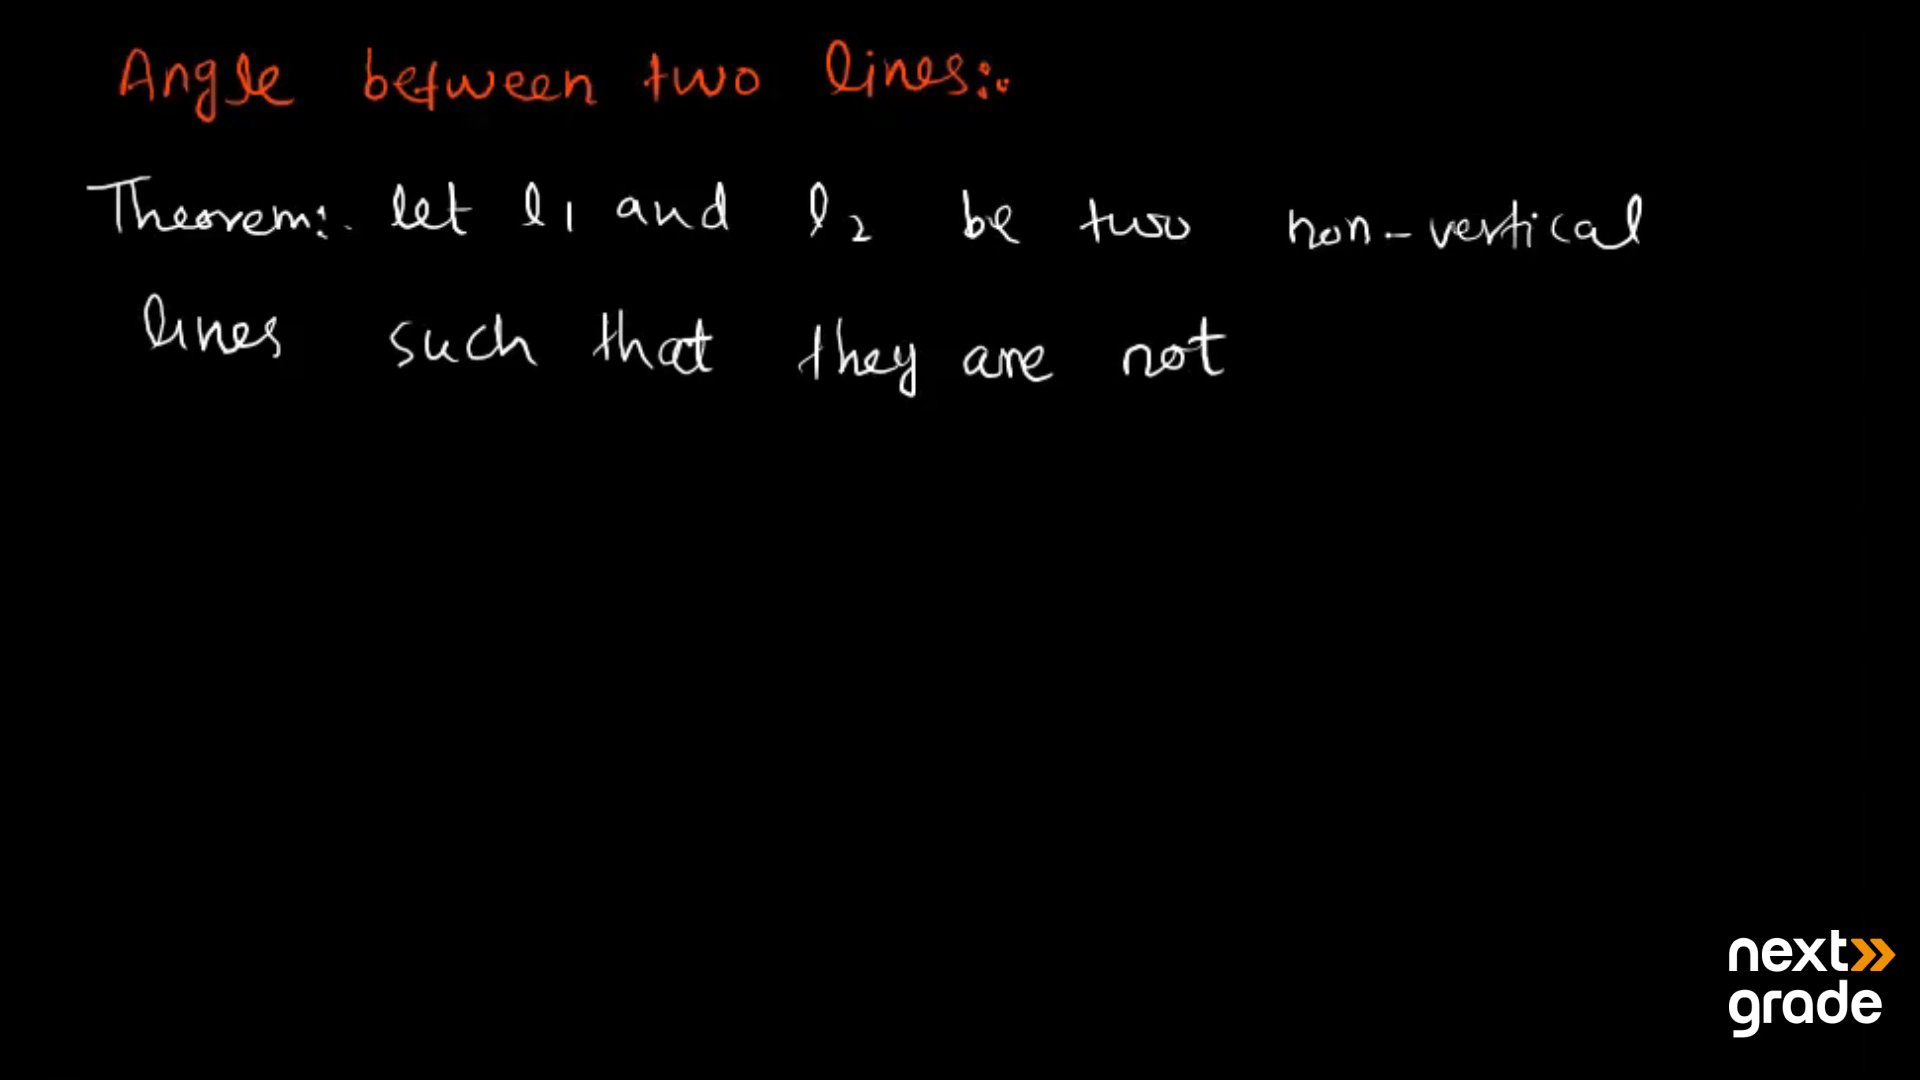 Angle between two lines:.
Theorem:. let l1 and l2 be two non-vertical
lines such that they are not
next
grade